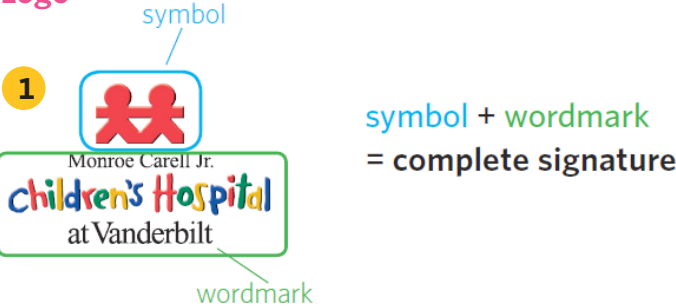 Logo
symbol
1
symbol + wordmark
= complete signature
Monroe Carell Jr.
Children's Hospital
at Vanderbilt
wordmark